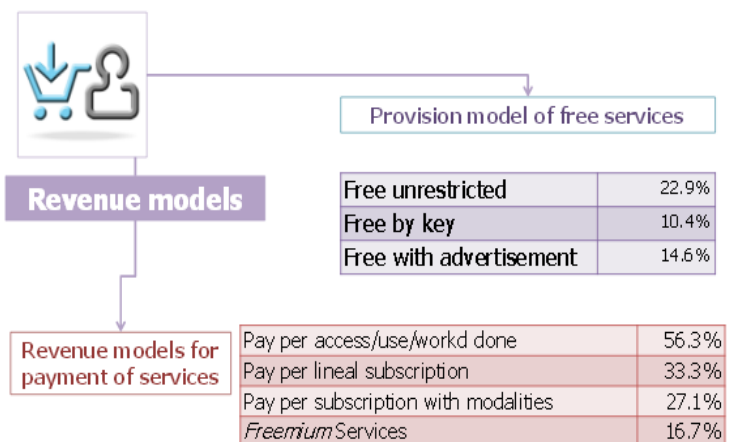 Provision model of free services
Revenue models
Free unrestricted 22.9%
Free by key 10.4%
Free with advertisement 14.6%
Revenue models for
payment of services
Pay per access/use/workd done 56.3%
Pay per lineal subscription 33.3%
Pay per subscription with modalities 27.1%
Freemium Services 16.7%